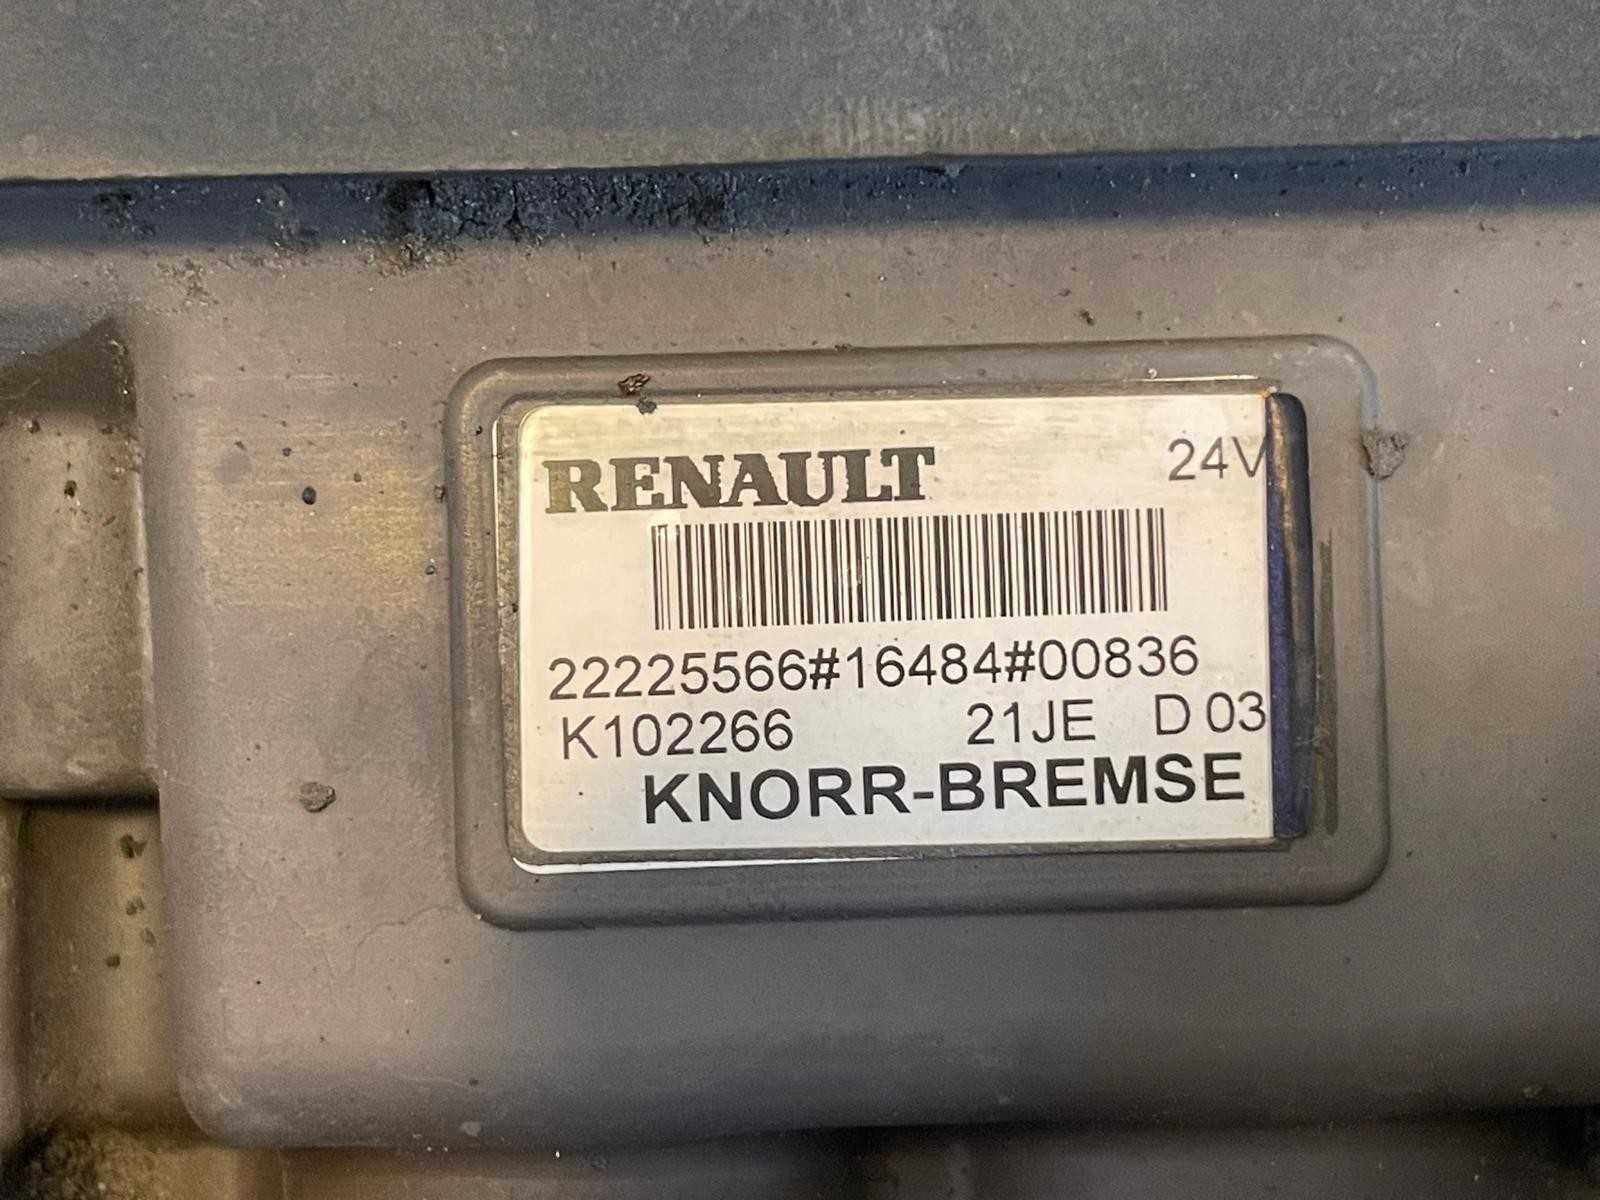 RENAULT 24V
22225566#16484#00836
K102266 21JE D 03
KNORR-BREMSE